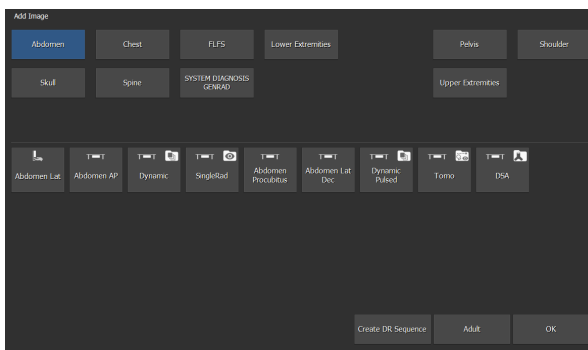 Add Image
Abdomen
Chest
FLFS
Lower Extremities
Pelvis
Shoulder
Skull
Spine
SYSTEM DIAGNOSIS
GENRAD
Upper Extremities
Abdomen Lat
Abdomen AP
Dynamic
SingleRad
Abdomen
Procubitus
Abdomen Lat
Dec
Dynamic
Pulsed
Tomo
DSA
Create DR Sequence
Adult
OK